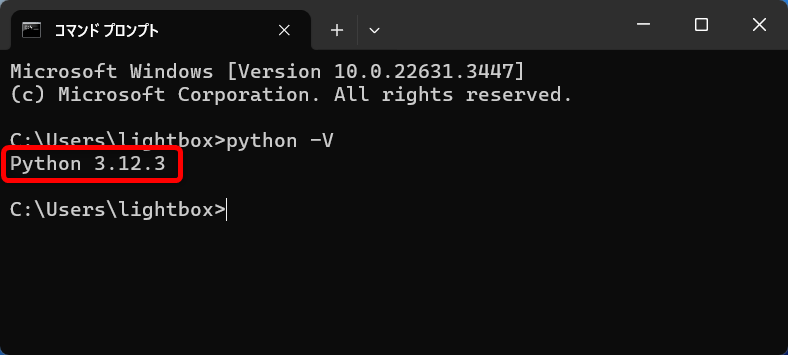 コマンド プロンプト
Microsoft Windows [Version 10.0.22631.3447]
(c) Microsoft Corporation. All rights reserved.
C:\Users\lightbox>python -V
Python 3.12.3
C:\Users\lightbox>